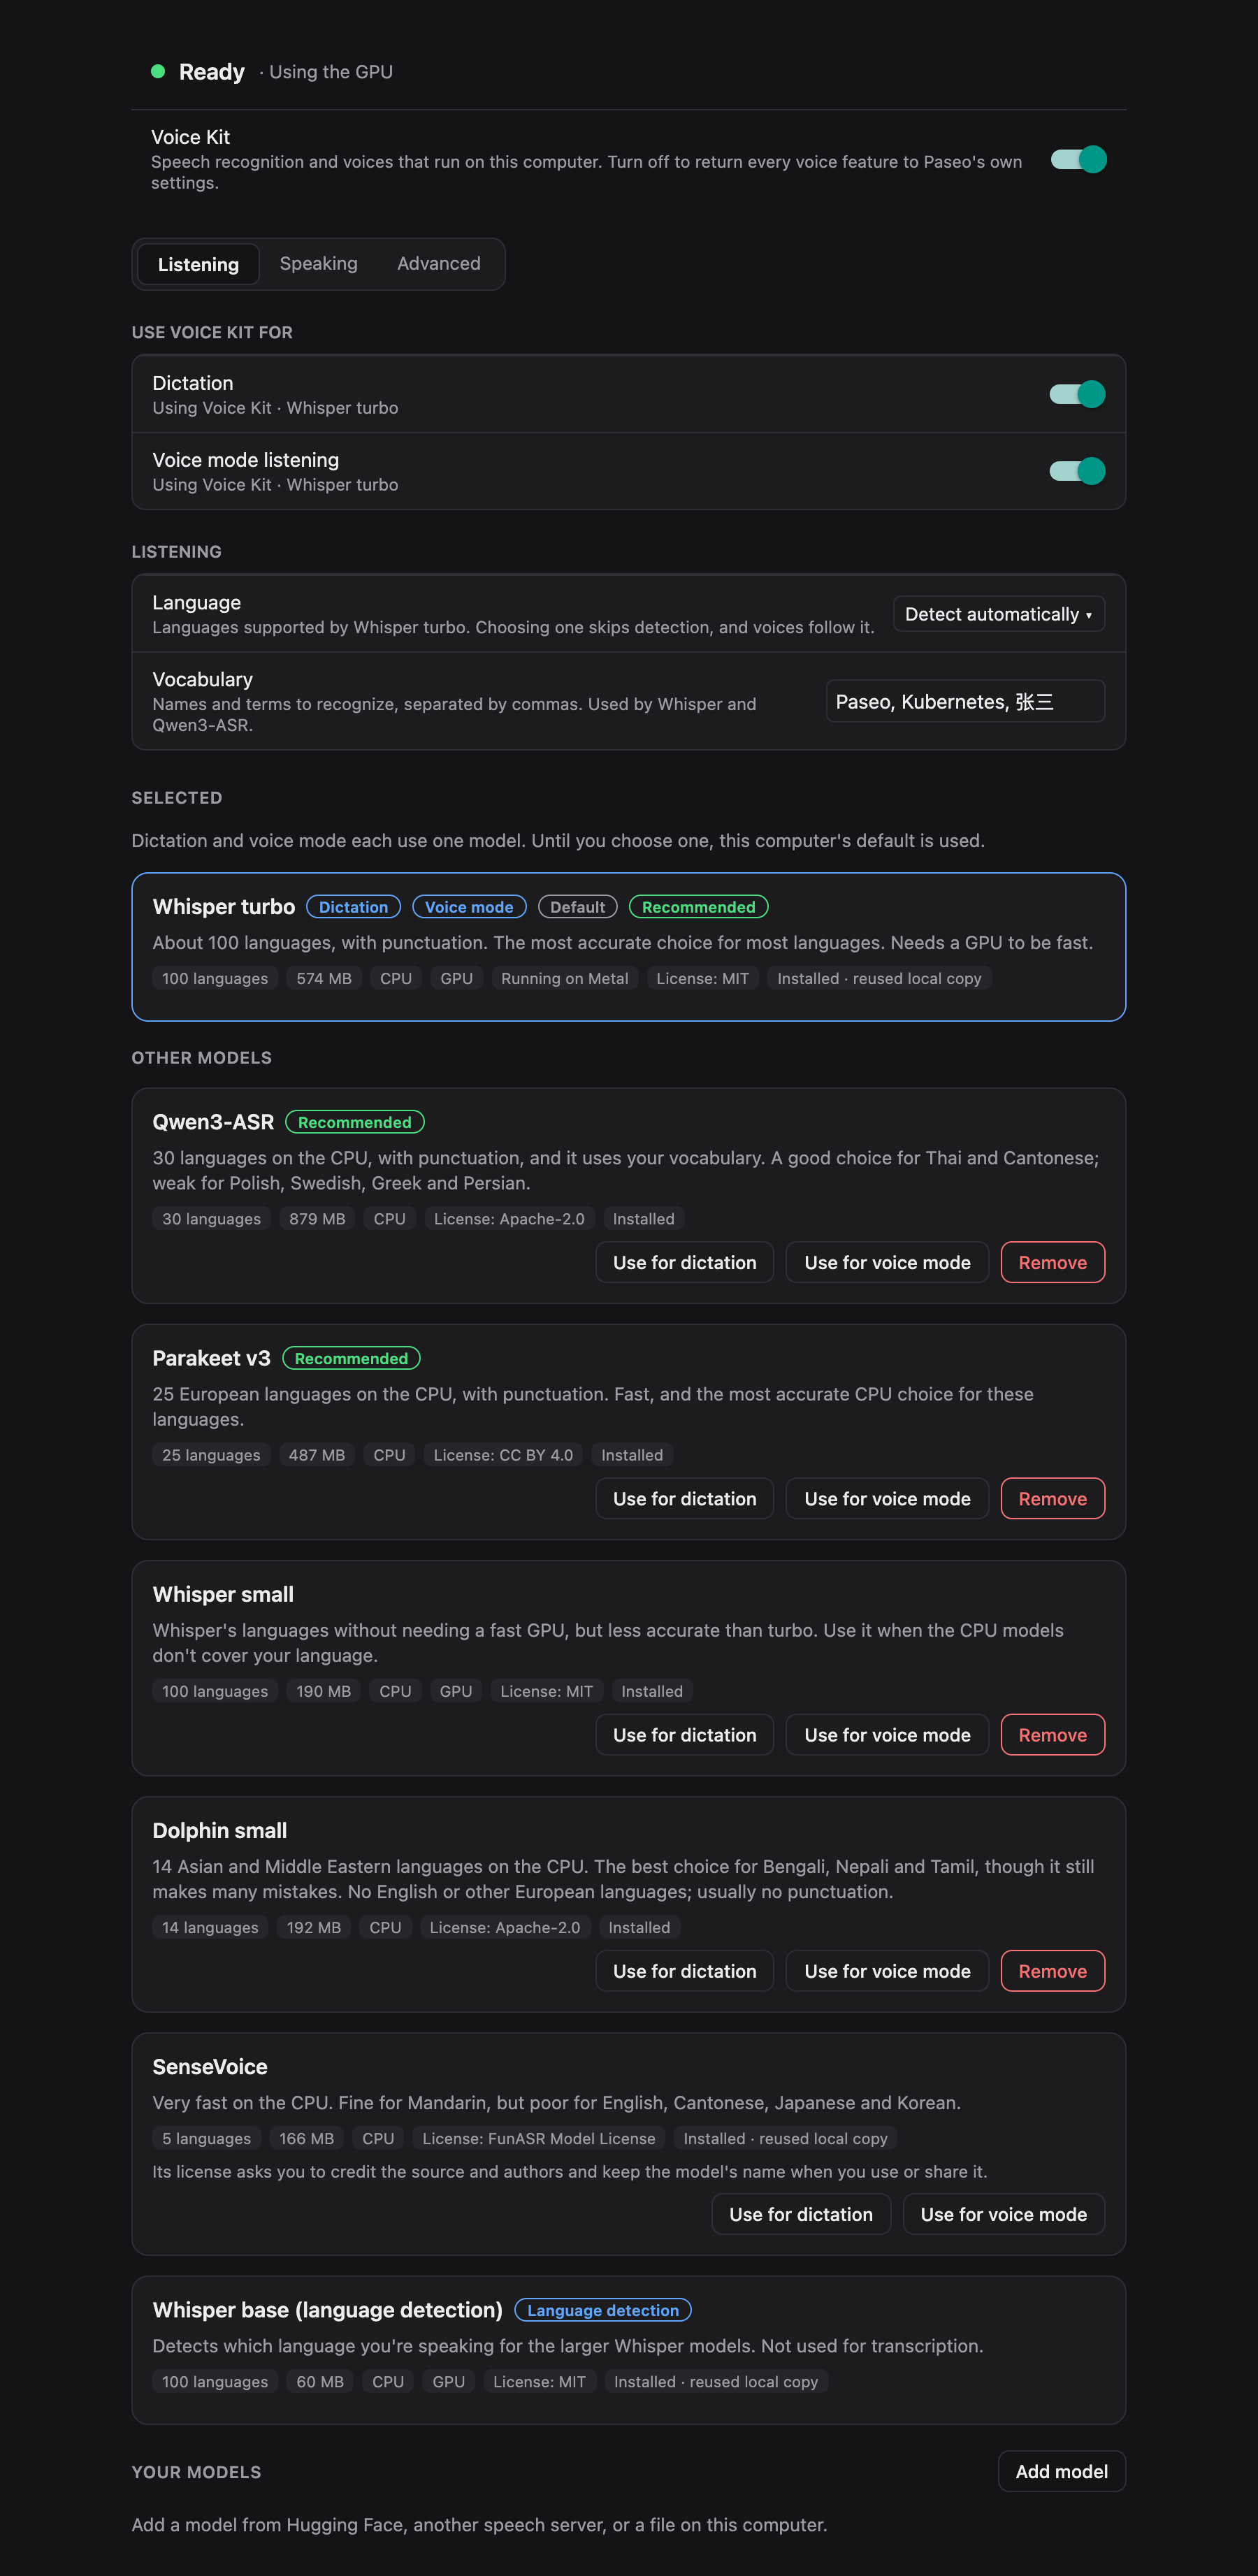 Ready · Using the GPU
Voice Kit
Speech recognition and voices that run on this computer. Turn off to return every voice feature to Paseo's own
settings.
Listening Speaking Advanced
USE VOICE KIT FOR
Dictation
Using Voice Kit · Whisper turbo
Voice mode listening
Using Voice Kit · Whisper turbo
LISTENING
Language
Languages supported by Whisper turbo. Choosing one skips detection, and voices follow it.
Detect automatically ▾
Vocabulary
Names and terms to recognize, separated by commas. Used by Whisper and
Qwen3-ASR.
Paseo, Kubernetes, 张三
SELECTED
Dictation and voice mode each use one model. Until you choose one, this computer's default is used.
Whisper turbo Dictation Voice mode Default Recommended
About 100 languages, with punctuation. The most accurate choice for most languages. Needs a GPU to be fast.
100 languages 574 MB CPU GPU Running on Metal License: MIT Installed · reused local copy
OTHER MODELS
Qwen3-ASR Recommended
30 languages on the CPU, with punctuation, and it uses your vocabulary. A good choice for Thai and Cantonese;
weak for Polish, Swedish, Greek and Persian.
30 languages 879 MB CPU License: Apache-2.0 Installed
Use for dictation Use for voice mode Remove
Parakeet v3 Recommended
25 European languages on the CPU, with punctuation. Fast, and the most accurate CPU choice for these
languages.
25 languages 487 MB CPU License: CC BY 4.0 Installed
Use for dictation Use for voice mode Remove
Whisper small
Whisper's languages without needing a fast GPU, but less accurate than turbo. Use it when the CPU models
don't cover your language.
100 languages 190 MB CPU GPU License: MIT Installed
Use for dictation Use for voice mode Remove
Dolphin small
14 Asian and Middle Eastern languages on the CPU. The best choice for Bengali, Nepali and Tamil, though it still
makes many mistakes. No English or other European languages; usually no punctuation.
14 languages 192 MB CPU License: Apache-2.0 Installed
Use for dictation Use for voice mode Remove
SenseVoice
Very fast on the CPU. Fine for Mandarin, but poor for English, Cantonese, Japanese and Korean.
5 languages 166 MB CPU License: FunASR Model License Installed · reused local copy
Its license asks you to credit the source and authors and keep the model's name when you use or share it.
Use for dictation Use for voice mode
Whisper base (language detection) Language detection
Detects which language you're speaking for the larger Whisper models. Not used for transcription.
100 languages 60 MB CPU GPU License: MIT Installed · reused local copy
YOUR MODELS
Add model
Add a model from Hugging Face, another speech server, or a file on this computer.